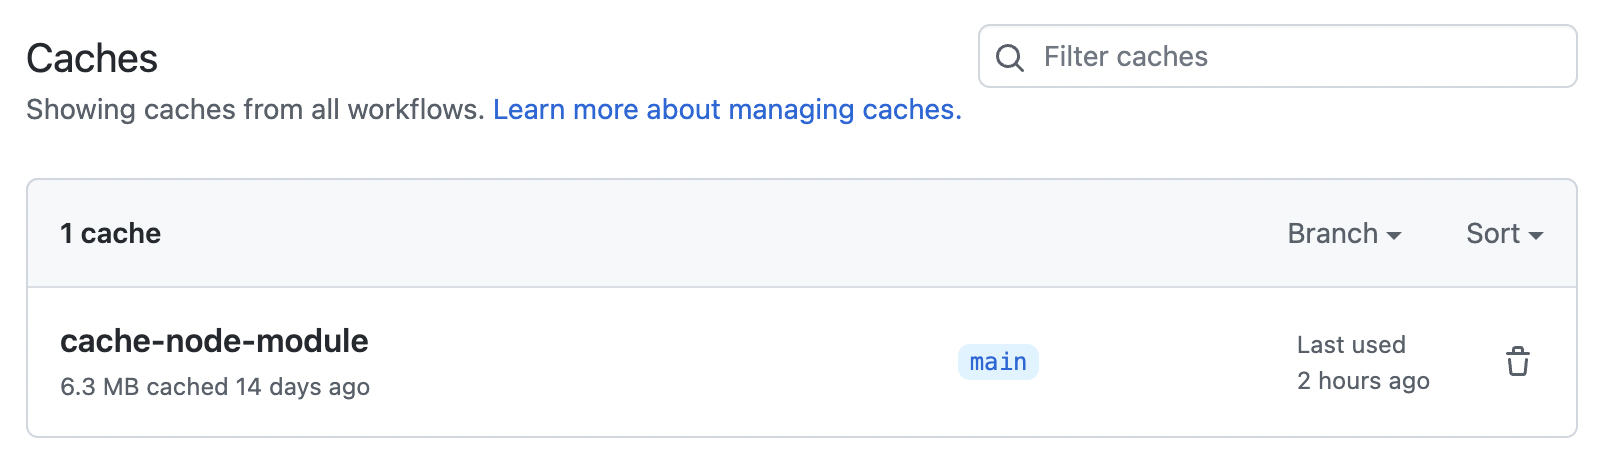 Caches
Filter caches
Showing caches from all workflows. Learn more about managing caches.
1 cache
Branch
Sort
cache-node-module
6.3 MB cached 14 days ago
main
Last used
2 hours ago